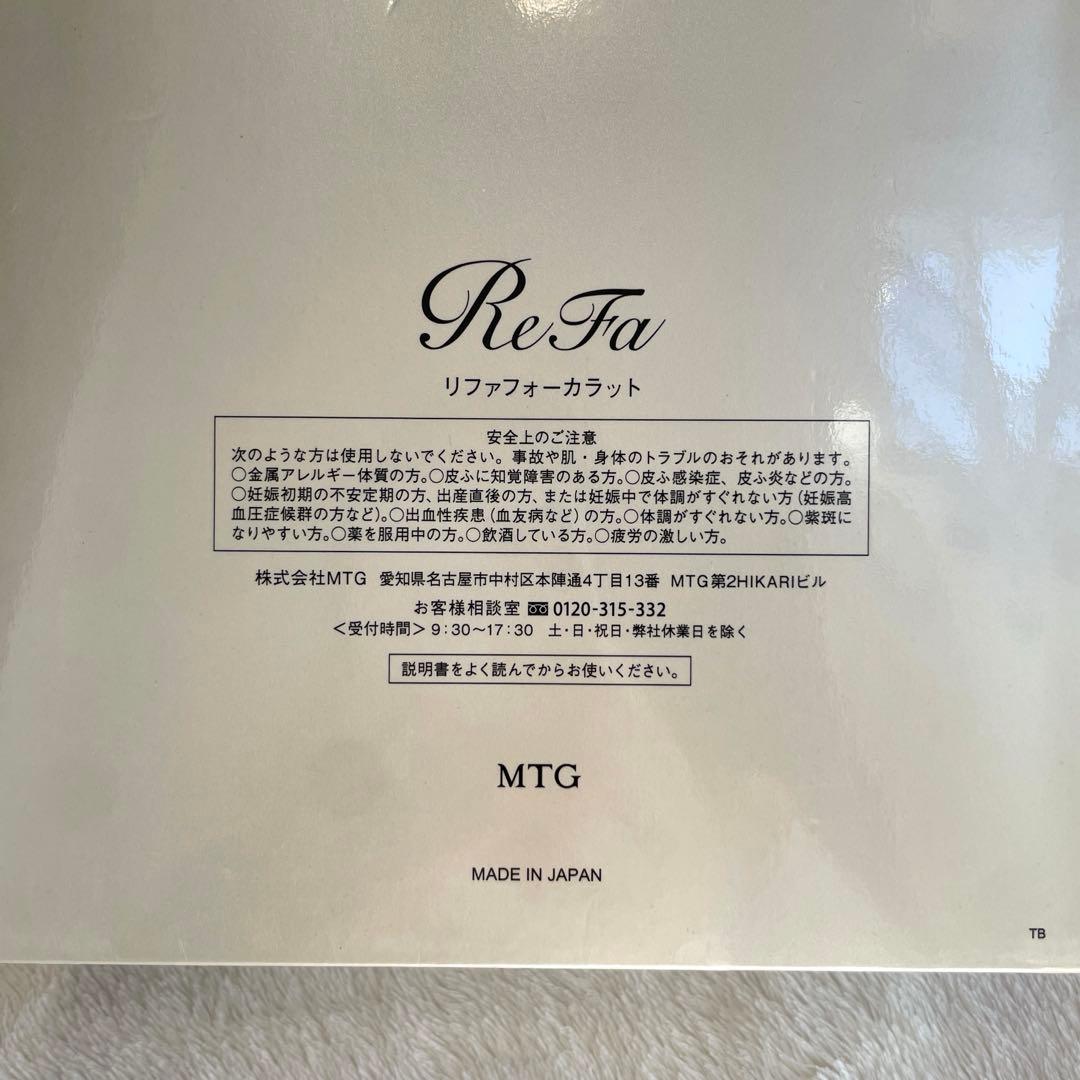 ReFa
リファフォーカラット
安全上のご注意
次のような方は使用しないでください。事故や肌・身体のトラブルのおそれがあります。
○金属アレルギー体質の方。○皮ふに知覚障害のある方。○皮ふ感染症、皮ふ炎などの方。
○妊娠初期の不安定期の方、出産直後の方、または妊娠中で体調がすぐれない方（妊娠高
血圧症候群の方など）。○出血性疾患（血友病など）の方。○体調がすぐれない方。○紫斑に
なりやすい方。○薬を服用中の方。○飲酒している方。○疲労の激しい方。
株式会社MTG 愛知県名古屋市中村区本陣通4丁目13番 MTG第2HIKARIビル
お客様相談室 0120-315-332
＜受付時間＞9:30～17:30 土・日・祝日・弊社休業日を除く
説明書をよく読んでからお使いください。
MTG
MADE IN JAPAN
TB